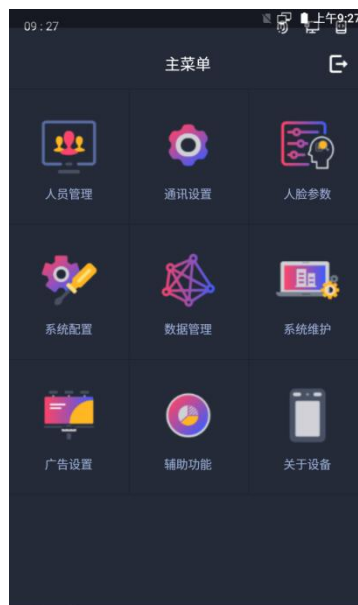 09:27
上午9:27
主菜单
人员管理 通讯设置 人脸参数
系统配置 数据管理 系统维护
广告设置 辅助功能 关于设备